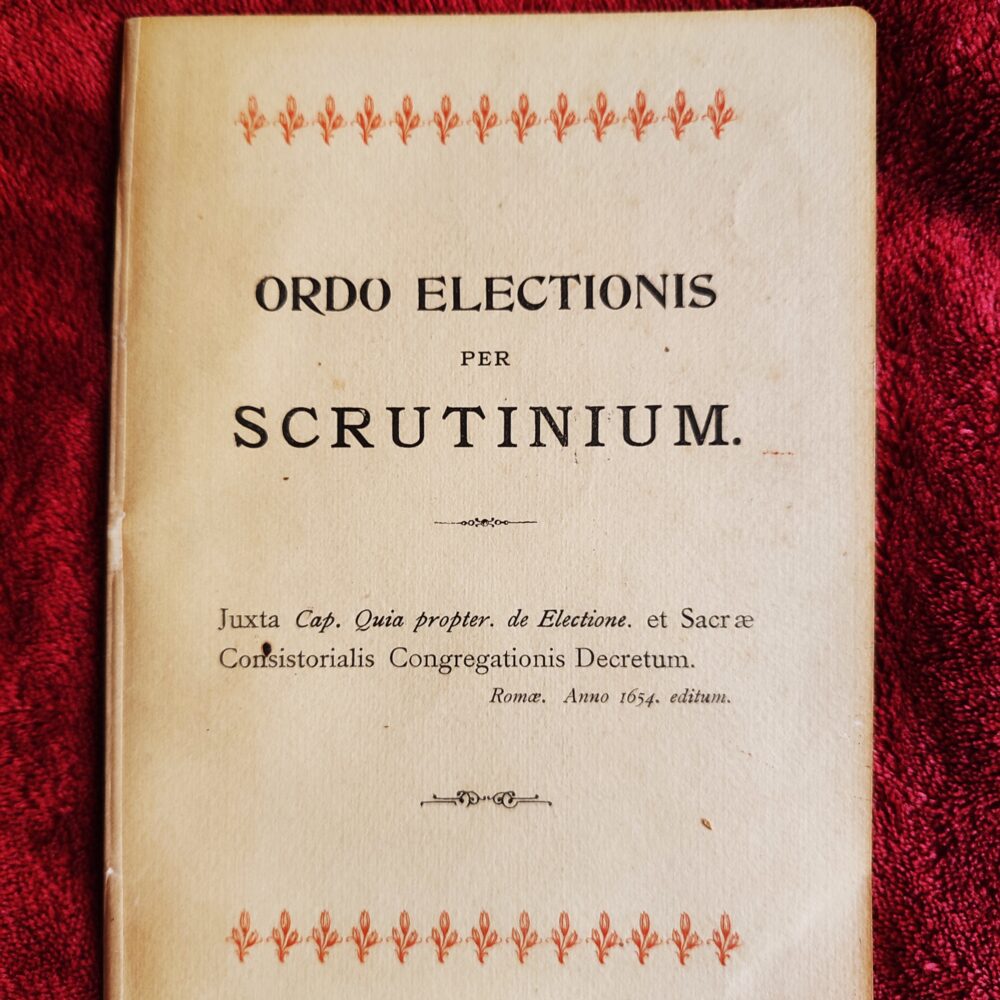 ORDO ELECTIONIS
PER
SCRUTINIUM.
Juxta Cap. Quia propter. de Electione. et Sacræ
Consistorialis Congregationis Decretum.
Romæ. Anno 1654. editum.